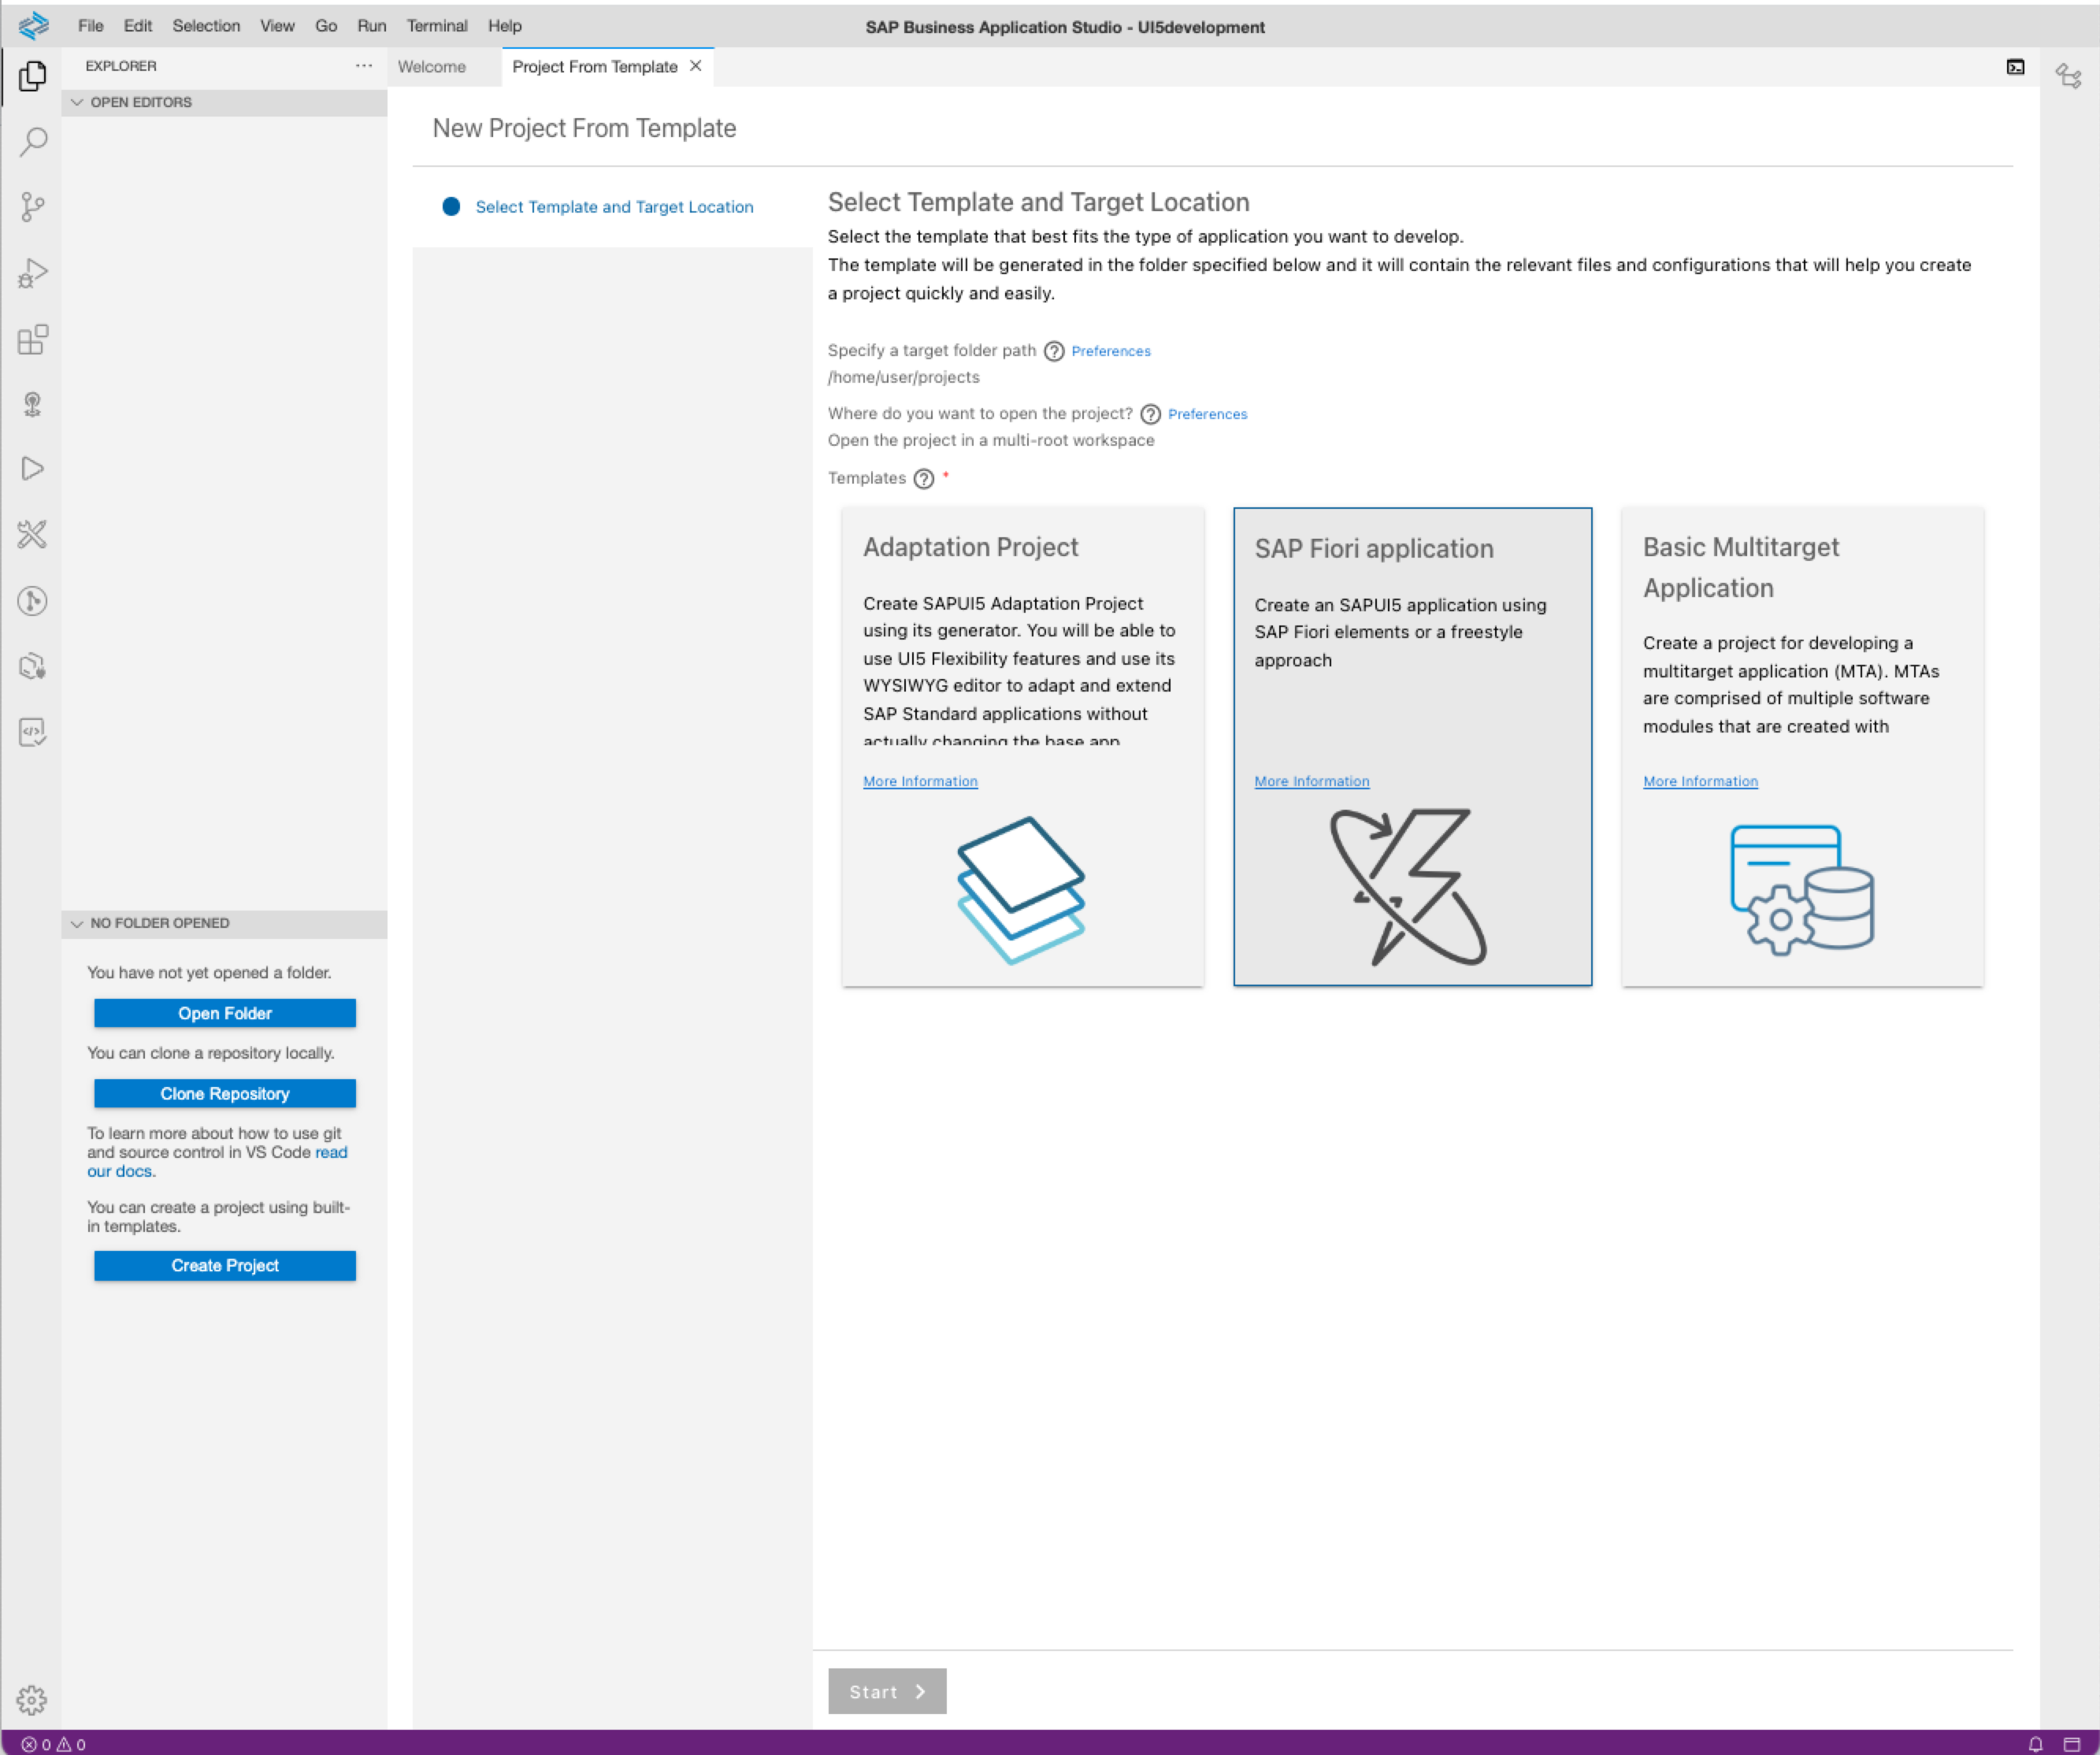 File Edit Selection View Go Run Terminal Help
SAP Business Application Studio - UI5development
EXPLORER
Welcome
Project From Template
OPEN EDITORS
New Project From Template
Select Template and Target Location
Select Template and Target Location
Select the template that best fits the type of application you want to develop.
The template will be generated in the folder specified below and it will contain the relevant files and configurations that will help you create
a project quickly and easily.
Specify a target folder path ? Preferences
/home/user/projects
Where do you want to open the project? ? Preferences
Open the project in a multi-root workspace
Templates ? *
Adaptation Project
Create SAPUI5 Adaptation Project
using its generator. You will be able to
use UI5 Flexibility features and use its
WYSIWYG editor to adapt and extend
SAP Standard applications without
actually changing the base app
More Information
SAP Fiori application
Create an SAPUI5 application using
SAP Fiori elements or a freestyle
approach
More Information
Basic Multitarget
Application
Create a project for developing a
multitarget application (MTA). MTAs
are comprised of multiple software
modules that are created with
More Information
NO FOLDER OPENED
You have not yet opened a folder.
Open Folder
You can clone a repository locally.
Clone Repository
To learn more about how to use git
and source control in VS Code read
our docs.
You can create a project using built-
in templates.
Create Project
Start
0 0